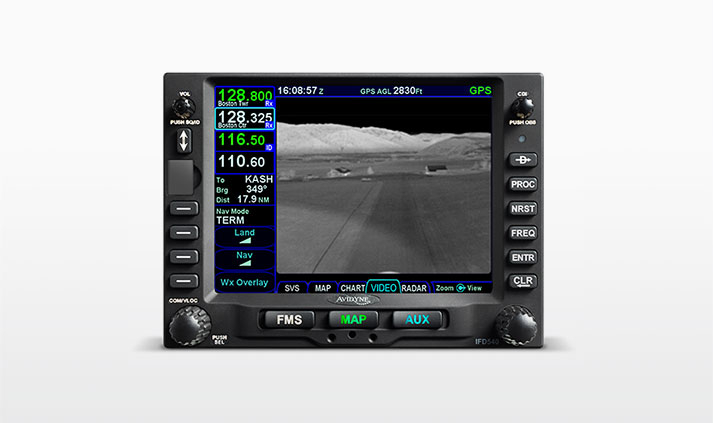 VOL
PUSH SQ/ID
128.800
Boston Twr Rx
128.325
Boston Ctr Rx
116.50
ID
110.60
To KASH
Brg 349°
Dist 17.9 NM
Nav Mode
TERM
Land
Nav
Wx Overlay
16:08:57 Z GPS AGL 2830Ft GPS
SVS MAP CHART VIDEO RADAR Zoom View
CDI
PUSH OBS
D
PROC
NRST
FREQ
ENTR
CLR
COM/VLOC
PUSH
SEL
AVIDYNE
FMS MAP AUX
IFD540